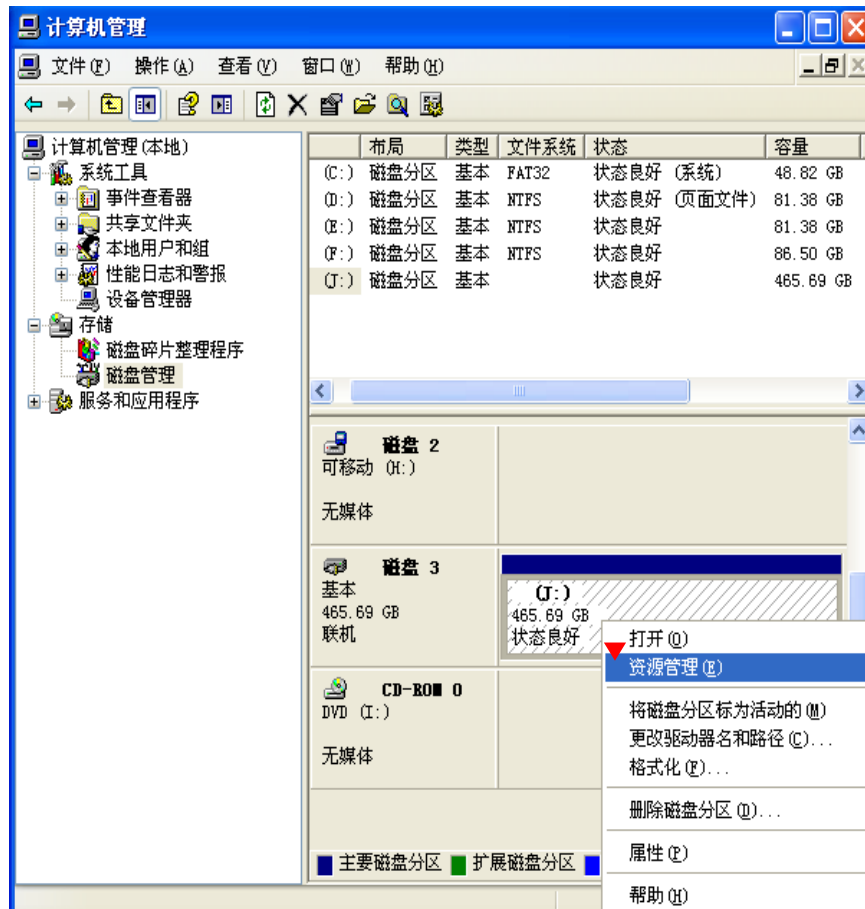 计算机管理
文件(F) 操作(A) 查看(V) 窗口(W) 帮助(H)
计算机管理(本地)
系统工具
事件查看器
共享文件夹
本地用户和组
性能日志和警报
设备管理器
存储
磁盘碎片整理程序
磁盘管理
服务和应用程序
布局 类型 文件系统 状态 容量
(C:) 磁盘分区 基本 FAT32 状态良好 (系统) 48.82 GB
(D:) 磁盘分区 基本 NTFS 状态良好 (页面文件) 81.38 GB
(E:) 磁盘分区 基本 NTFS 状态良好 81.38 GB
(F:) 磁盘分区 基本 NTFS 状态良好 86.50 GB
(J:) 磁盘分区 基本 状态良好 465.69 GB
磁盘 2
可移动 (H:)
无媒体
磁盘 3
基本
465.69 GB
联机
(J:)
465.69 GB
状态良好
CD-ROM 0
DVD (I:)
无媒体
主要磁盘分区 扩展磁盘分区
打开(O)
资源管理(E)
将磁盘分区标为活动的(M)
更改驱动器名和路径(C)...
格式化(F)...
删除磁盘分区(D)...
属性(P)
帮助(H)